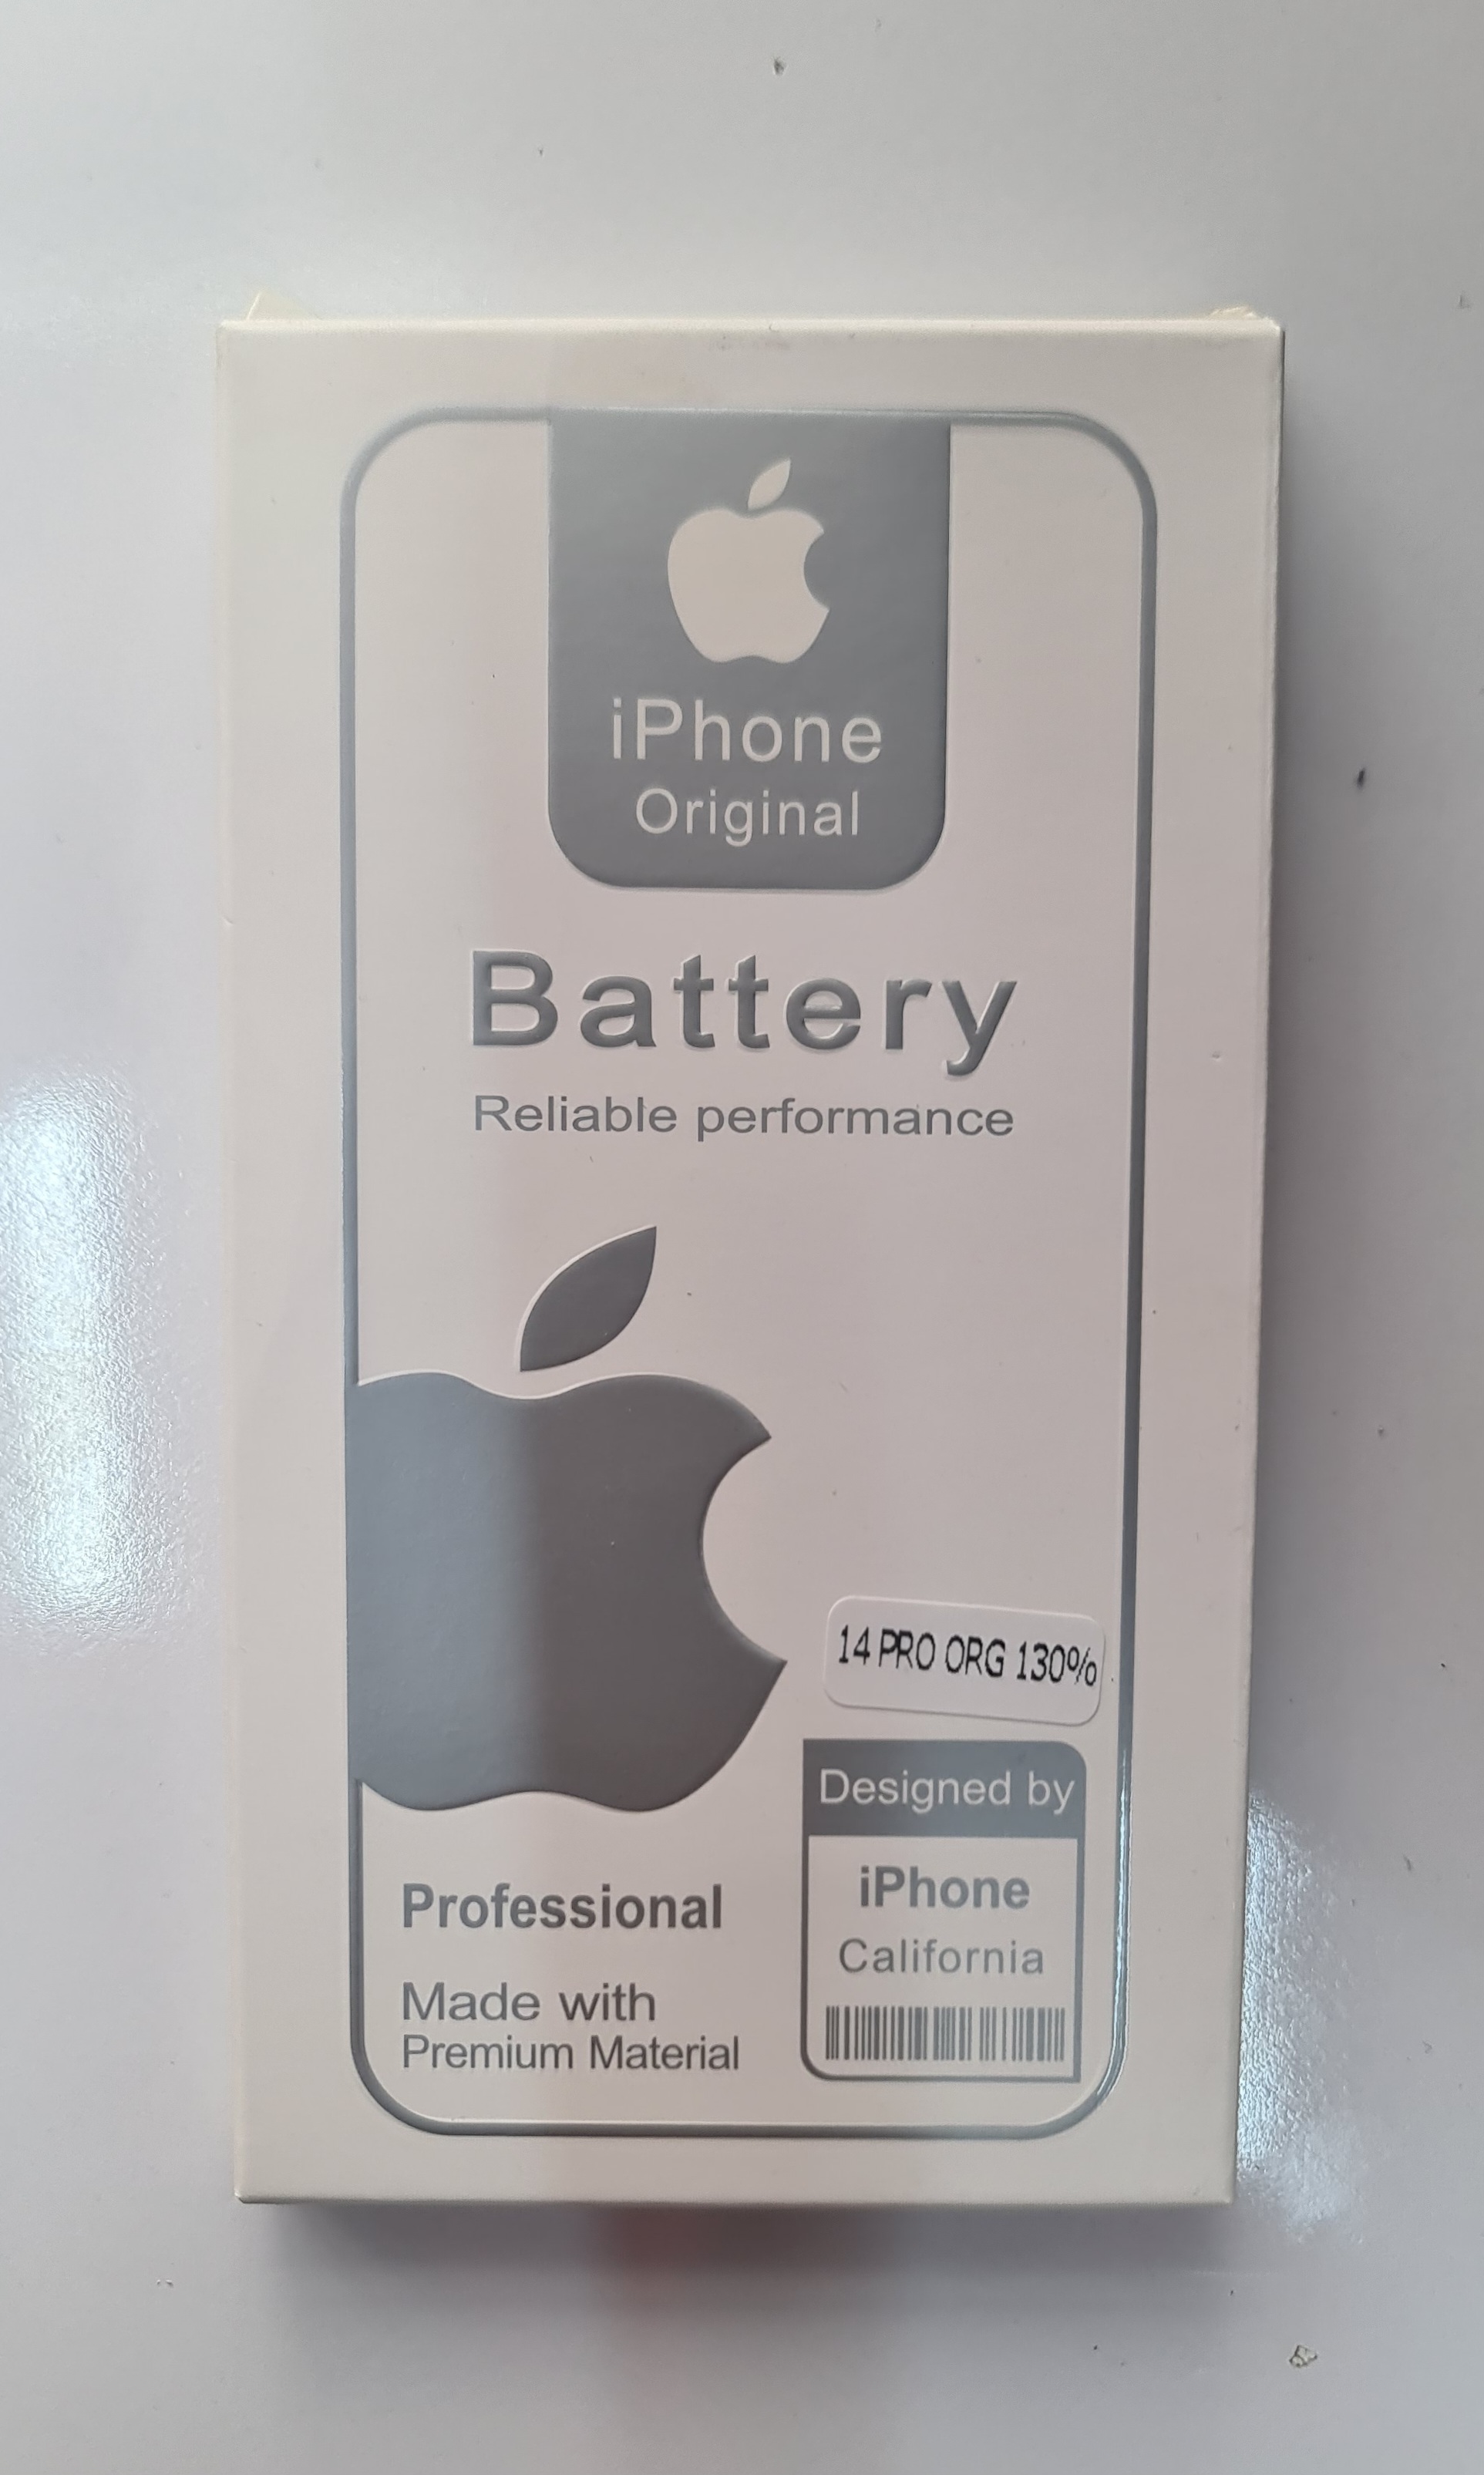 iPhone
Original
Battery
Reliable performance
14 PRO ORG 130%
Designed by
iPhone
California
Professional
Made with
Premium Material